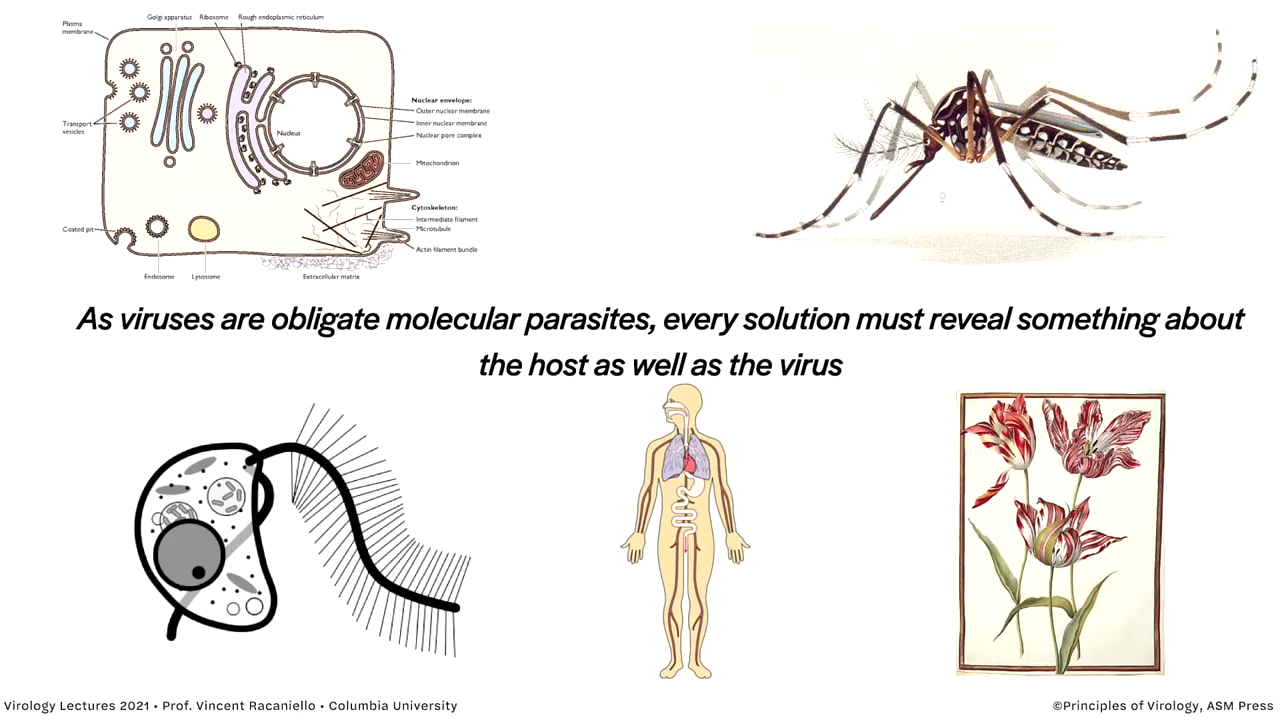 Golgi apparatus
Ribosome
Rough endoplasmic reticulum
Plasma
membrane
Nuclear envelope:
Outer nuclear membrane
Inner nuclear membrane
Nuclear pore complex
Transport
vesicles
Nucleus
Mitochondrion
Cytoskeleton:
Intermediate filament
Microtubule
Actin filament bundle
Coated pit
Endosome
Lysosome
Extracellular matrix
As viruses are obligate molecular parasites, every solution must reveal something about
the host as well as the virus
Virology Lectures 2021 • Prof. Vincent Racaniello • Columbia University
©Principles of Virology, ASM Press